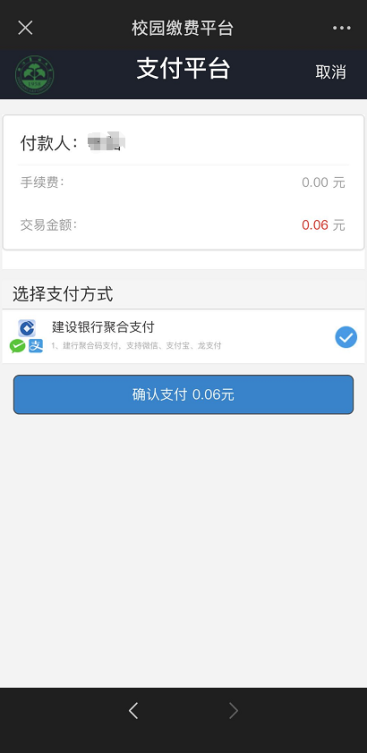 校园缴费平台
支付平台
取消
付款人：
手续费：
0.00 元
交易金额：
0.06 元
选择支付方式
建设银行聚合支付
1、建行聚合码支付，支持微信、支付宝、龙支付
支
确认支付 0.06元